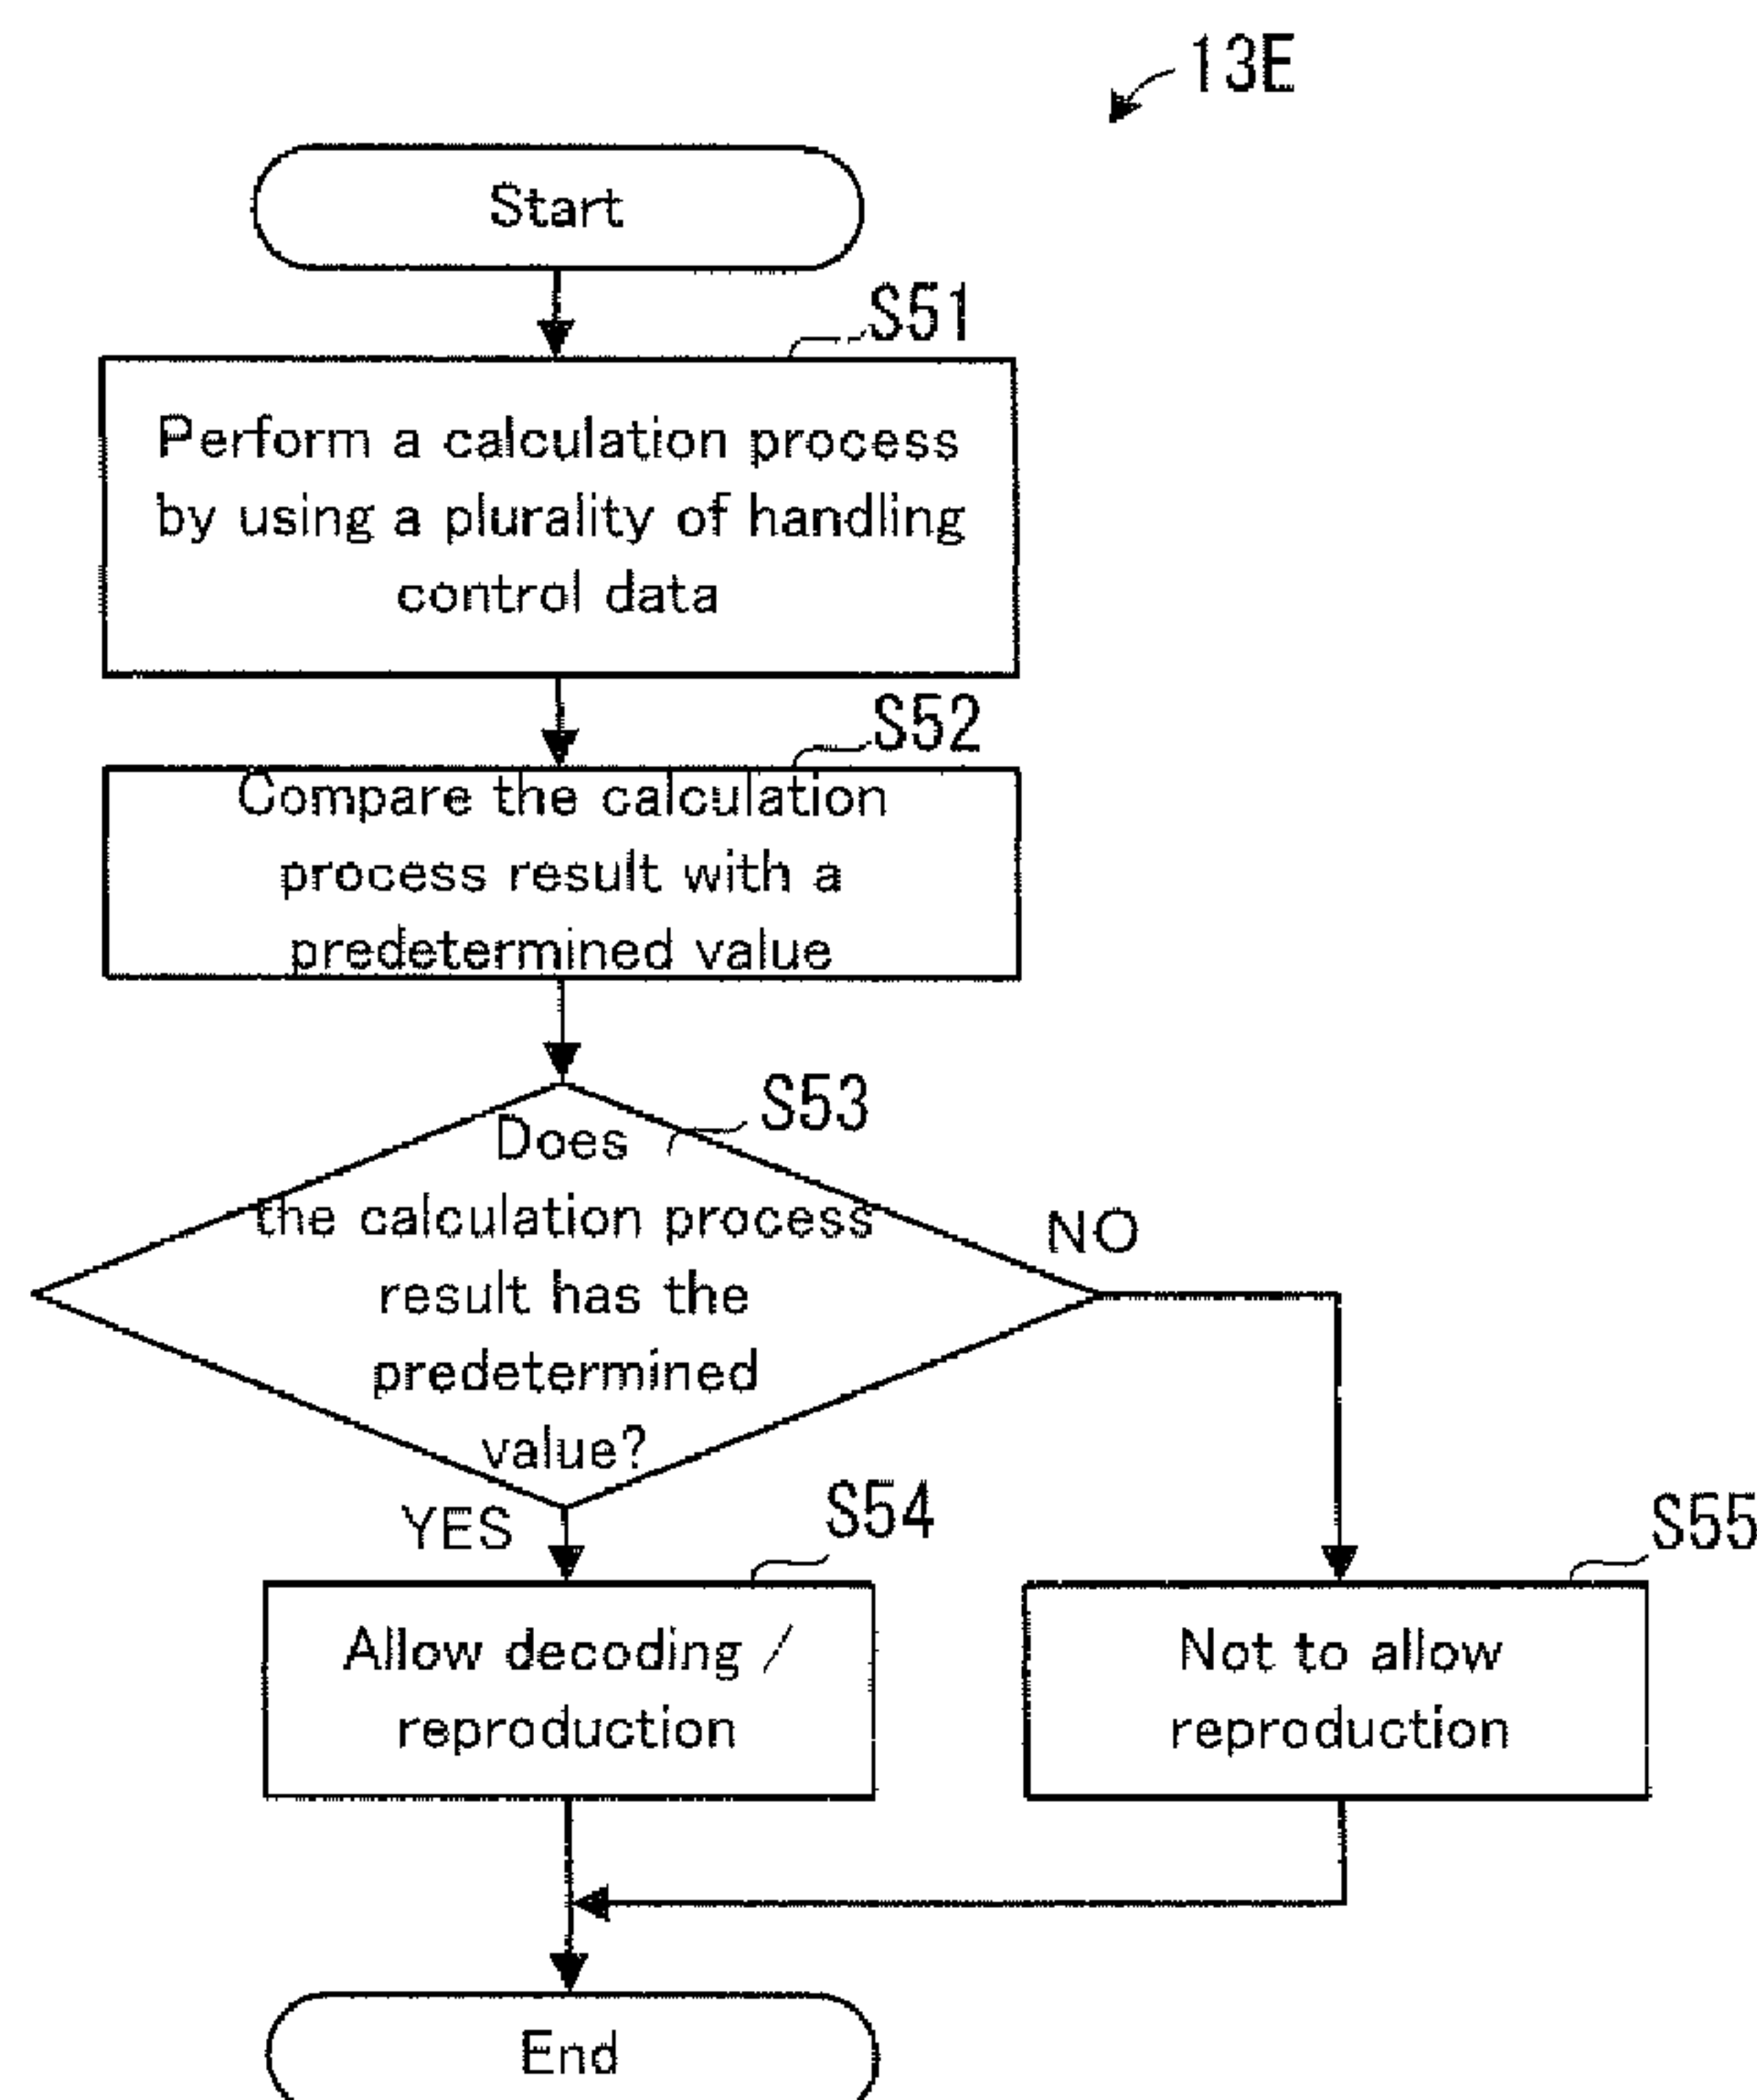 13E
Start
S51
Perform a calculation process
by using a plurality of handling
control data
S52
Compare the calculation
process result with a
predetermined value
S53
Does
the calculation process
result has the
predetermined
value?
NO
YES
S54
Allow decoding /
reproduction
S55
Not to allow
reproduction
End